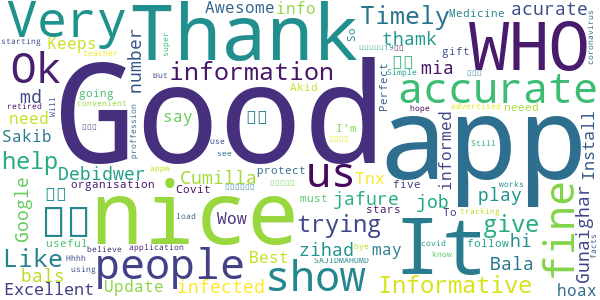 Very
Thank
Awesome
info
Timely
Medicine
acurate
starting
teacher
super
Keeps
number
So
thamk
gift
WHO
coronavirus
Ok
information
mia
Perfect
Simple
md
going
convenient
Good
Akid
accurate
retired
But
Will
proffession
say
I'm
app
hope
advertised
need
us
informed
neeed
Sakib
Use
see
Still
Install
help
Debidwer
Cumilla
protect
Tnx
five
job
play
works
Google
organisation
Covit
nice
jafure
must
stars
To
tracking
It
give
fine
Gunaighar
useful
Wow
trying
load
appw
Like
people
zihad
may
covid
follow
hi
facts
believe
application
Best
SAJIDMAHUMD
know
Bala
bals
Hhhh
using
show
bye
hoax
Excellent
Update
infected
Informative